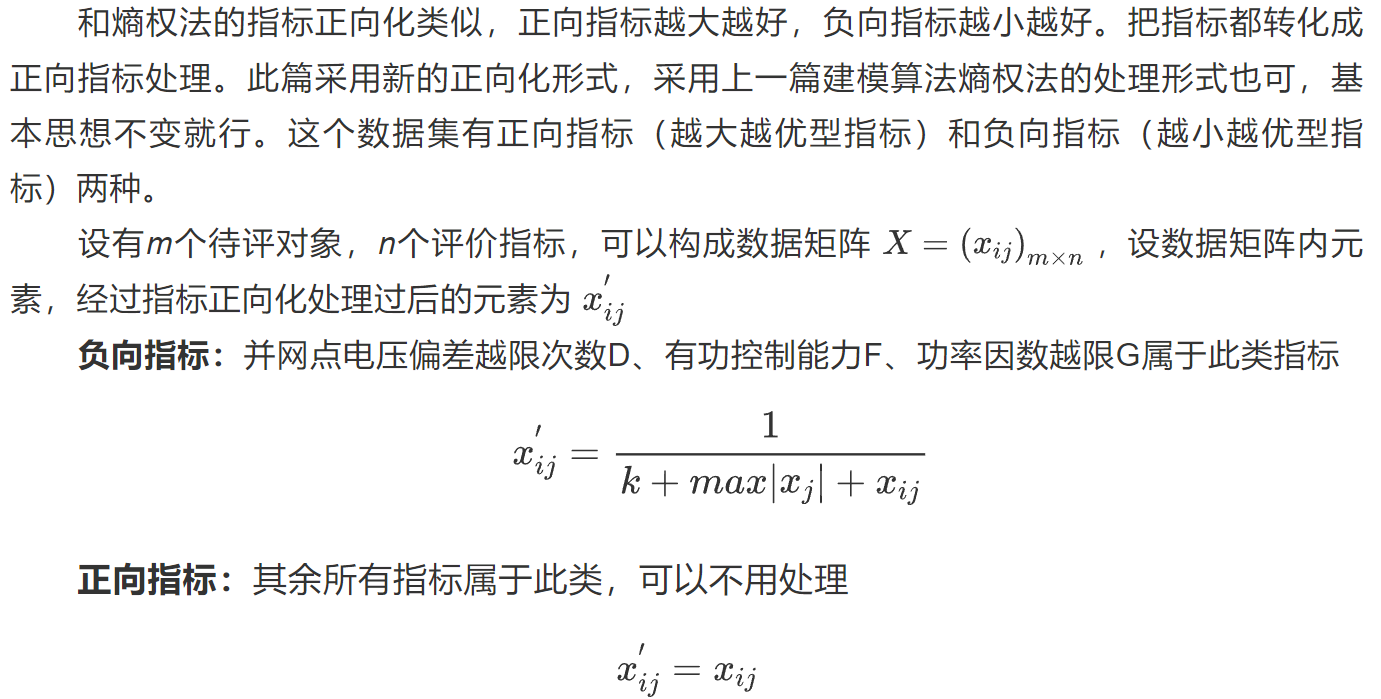 和熵权法的指标正向化类似，正向指标越大越好，负向指标越小越好。把指标都转化成
正向指标处理。此篇采用新的正向化形式，采用上一篇建模算法熵权法的处理形式也可，基
本思想不变就行。这个数据集有正向指标（越大越优型指标）和负向指标（越小越优型指
标）两种。
设有m个待评对象，n个评价指标，可以构成数据矩阵 $X = (x_{ij})_{m \times n}$ ，设数据矩阵内元
素，经过指标正向化处理过后的元素为 $x_{ij}^{'}$
负向指标：并网点电压偏差越限次数D、有功控制能力F、功率因数越限G属于此类指标
$x_{ij}^{'} = \frac{1}{k + max|x_j| + x_{ij}}$
正向指标：其余所有指标属于此类，可以不用处理
$x_{ij}^{'} = x_{ij}$